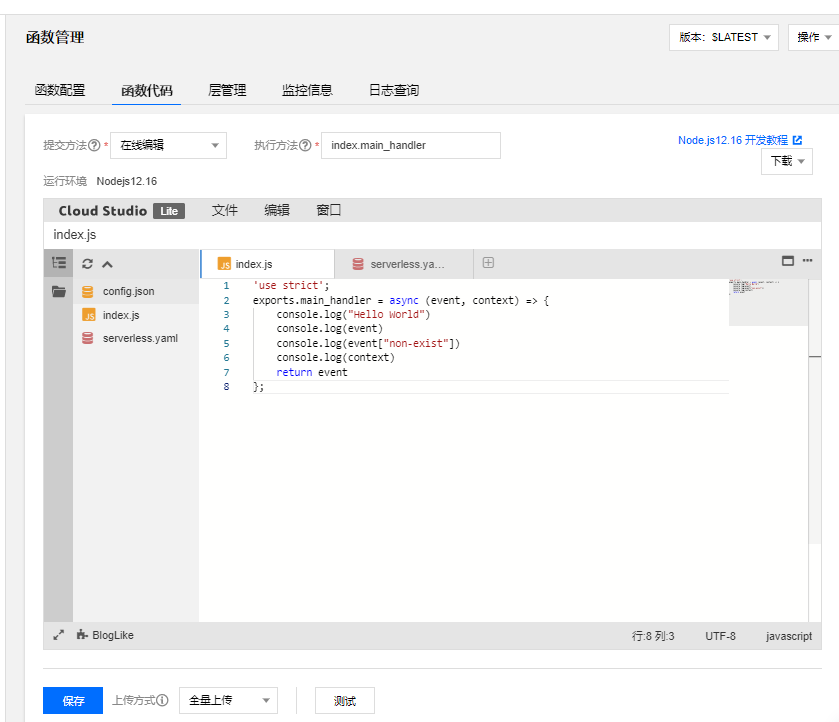 函数管理
版本：$LATEST
操作
函数配置
函数代码
层管理
监控信息
日志查询
提交方法 * 在线编辑
执行方法 * index.main_handler
Node.js12.16 开发教程
下载
运行环境 Nodejs12.16
Cloud Studio Lite 文件 编辑 窗口
index.js
index.js
serverless.ya...
config.json
index.js
serverless.yaml
1 'use strict';
2 exports.main_handler = async (event, context) => {
3 console.log("Hello World")
4 console.log(event)
5 console.log(event["non-exist"])
6 console.log(context)
7 return event
8 };
BlogLike
行:8 列:3
UTF-8
javascript
保存
上传方式
全量上传
测试